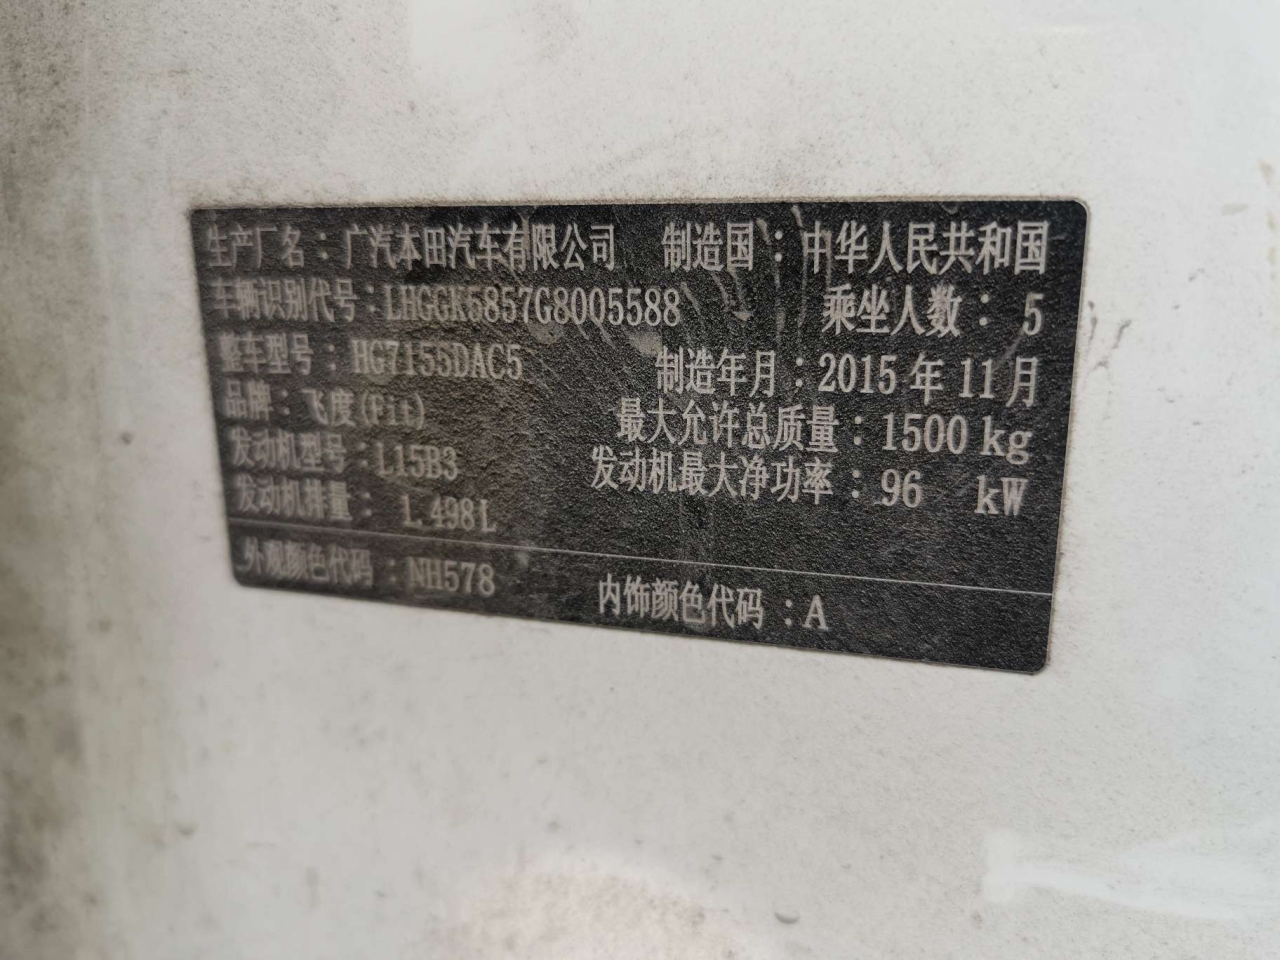 生产厂名：广汽本田汽车有限公司 制造国：中华人民共和国
车辆识别代号：LHGGK5857G8005588 乘坐人数：5
整车型号：HG7155DAC5 制造年月：2015年11月
品牌：飞度(Fit) 最大允许总质量：1500kg
发动机型号：L15B3 发动机最大净功率：96 kW
发动机排量：1.498L
外观颜色代码：NH578 内饰颜色代码：A